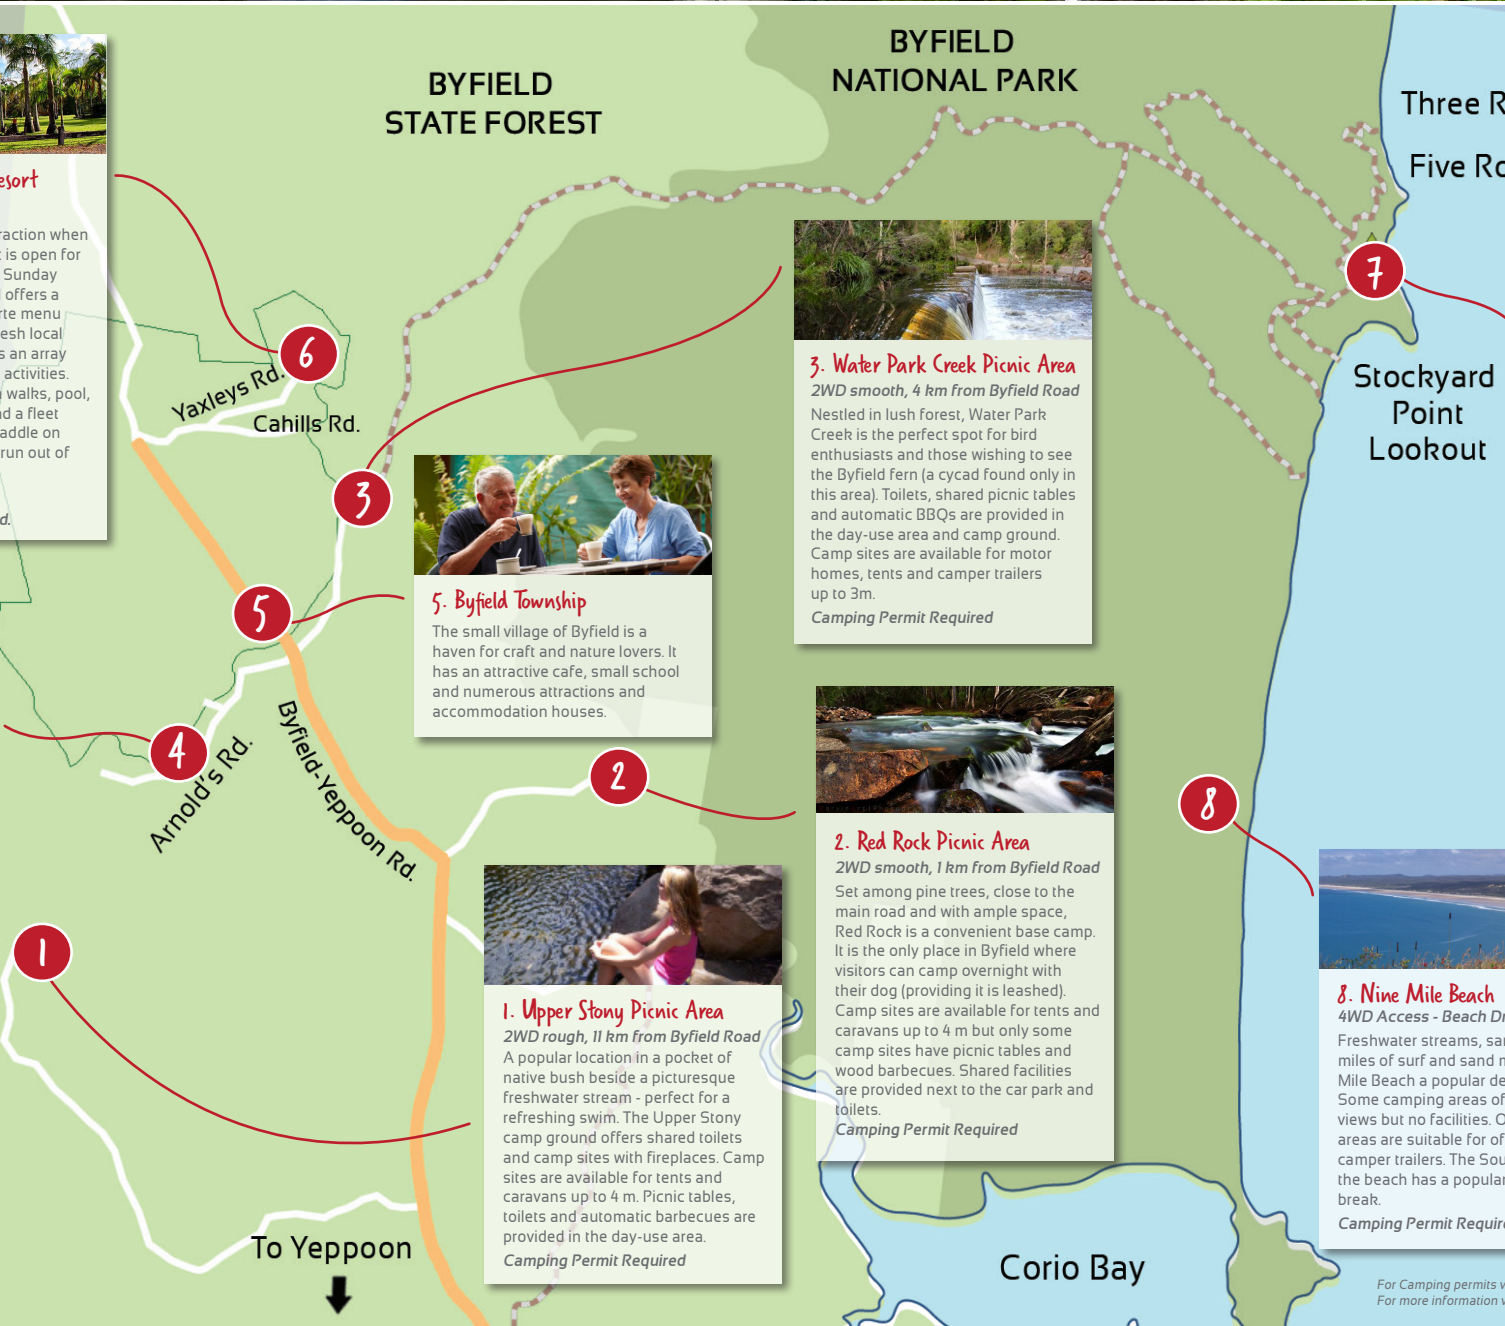 BYFIELD
STATE FOREST
BYFIELD
NATIONAL PARK
Three
Five
7
Stockyard
Point
Lookout
esort
raction when
is open for
Sunday
offers a
rte menu
esh local
s an array
activities.
walks, pool,
nd a fleet
addle on
run out of
d.
6
Yaxleys Rd.
Cahills Rd.
3
5
4
Arnold's Rd.
Byfield-Yeppoon Rd.
2
1
8
To Yeppoon
Corio Bay
3. Water Park Creek Picnic Area
2WD smooth, 4 km from Byfield Road
Nestled in lush forest, Water Park
Creek is the perfect spot for bird
enthusiasts and those wishing to see
the Byfield fern (a cycad found only in
this area). Toilets, shared picnic tables
and automatic BBQs are provided in
the day-use area and camp ground.
Camp sites are available for motor
homes, tents and camper trailers
up to 3m.
Camping Permit Required
5. Byfield Township
The small village of Byfield is a
haven for craft and nature lovers. It
has an attractive cafe, small school
and numerous attractions and
accommodation houses.
2. Red Rock Picnic Area
2WD smooth, 1 km from Byfield Road
Set among pine trees, close to the
main road and with ample space,
Red Rock is a convenient base camp.
It is the only place in Byfield where
visitors can camp overnight with
their dog (providing it is leashed).
Camp sites are available for tents and
caravans up to 4 m but only some
camp sites have picnic tables and
wood barbecues. Shared facilities
are provided next to the car park and
toilets.
Camping Permit Required
1. Upper Stony Picnic Area
2WD rough, 11 km from Byfield Road
A popular location in a pocket of
native bush beside a picturesque
freshwater stream - perfect for a
refreshing swim. The Upper Stony
camp ground offers shared toilets
and camp sites with fireplaces. Camp
sites are available for tents and
caravans up to 4 m. Picnic tables,
toilets and automatic barbecues are
provided in the day-use area.
Camping Permit Required
8. Nine Mile Beach
4WD Access - Beach Dr
Freshwater streams, sa
miles of surf and sand
Mile Beach a popular de
Some camping areas of
views but no facilities. O
areas are suitable for of
camper trailers. The Sou
the beach has a popular
break.
Camping Permit Require
For Camping permits v
For more information v